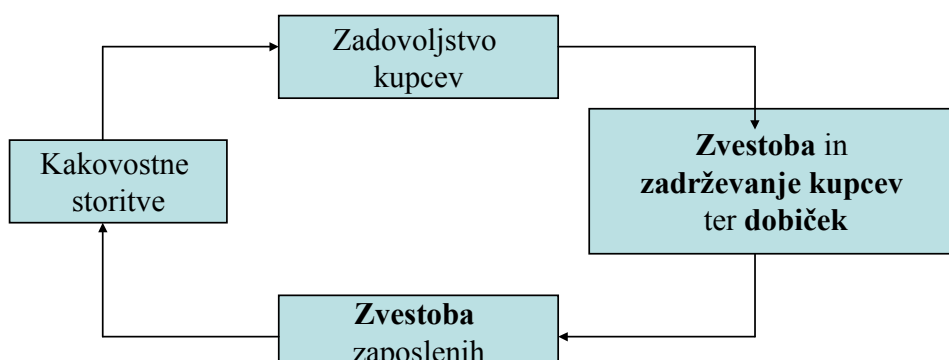 Zadovoljstvo
kupcev
Zvestoba in
zadrževanje kupcev
ter dobiček
Kakovostne
storitve
Zvestoba
zaposlenih